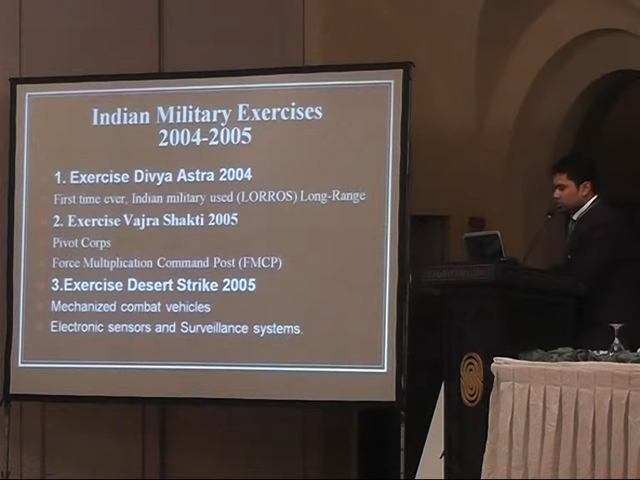 Indian Military Exercises
2004-2005
1. Exercise Divya Astra 2004
First time ever, Indian military used (LORROS) Long-Range
2. Exercise Vajra Shakti 2005
Pivot Corps
Force Multiplication Command Post (FMCP)
3.Exercise Desert Strike 2005
Mechanized combat vehicles
Electronic sensors and Surveillance systems.